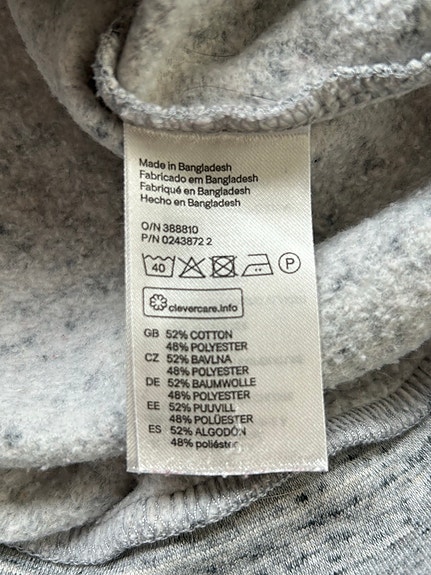 Made in Bangladesh
Fabricado em Bangladesh
Fabriqué en Bangladesh
Hecho en Bangladesh
O/N 388810
P/N 0243872 2
40 P
clevercare.info
GB 52% COTTON
48% POLYESTER
CZ 52% BAVLNA
48% POLYESTER
DE 52% BAUMWOLLE
48% POLYESTER
EE 52% PUUVILL
48% POLÜESTER
ES 52% ALGODÓN
48% poliéster